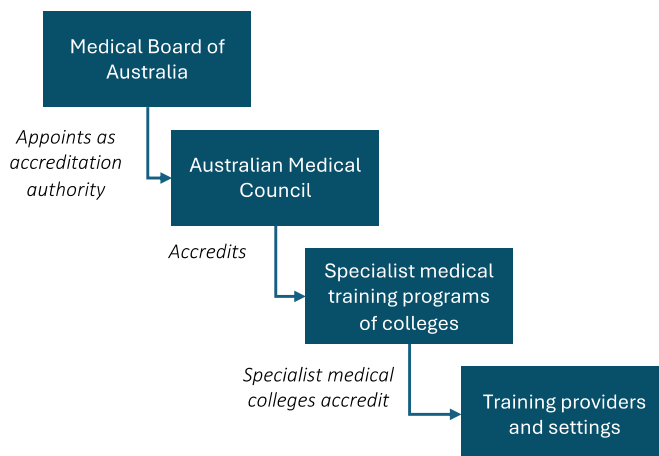 Medical Board of
Australia
Appoints as
accreditation
authority
Australian Medical
Council
Accredits
Specialist medical
training programs
of colleges
Specialist medical
colleges accredit
Training providers
and settings